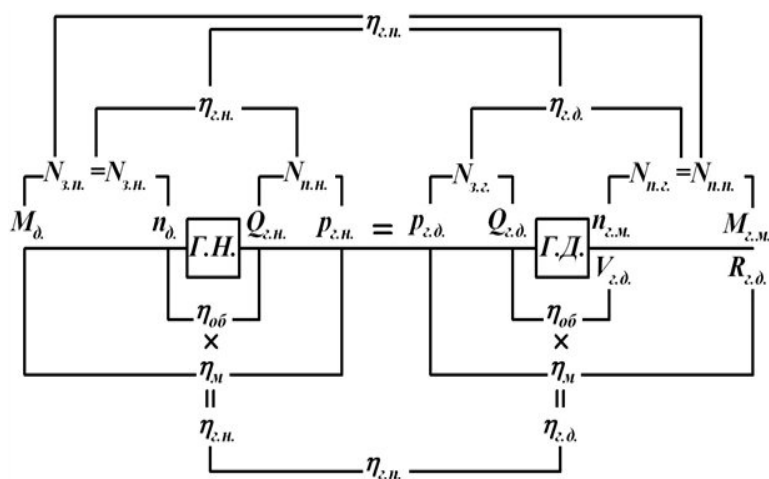 η г.п.
η г.н. η г.д.
N з.п. = N з.н. N п.н. N з.г. N п.г. = N п.п.
M д. n д. Q г.н. p г.н. = p г.д. Q г.д. n г.м. M г.м.
Г.Н. Г.Д.
V г.д. R г.д.
η об η об
× ×
η м η м
= =
η г.н. η г.д.
η г.п.